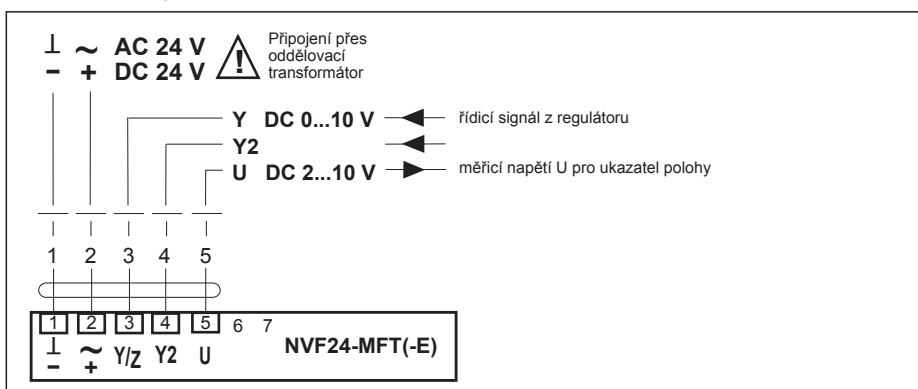 ⊥ ~ AC 24 V
− + DC 24 V
Připojení přes
oddělovací
transformátor
Y DC 0...10 V řídicí signál z regulátoru
Y2
U DC 2...10 V měřicí napětí U pro ukazatel polohy
1 2 3 4 5
1 2 3 4 5 6 7
⊥ ~ Y/Z Y2 U
− +
NVF24-MFT(-E)